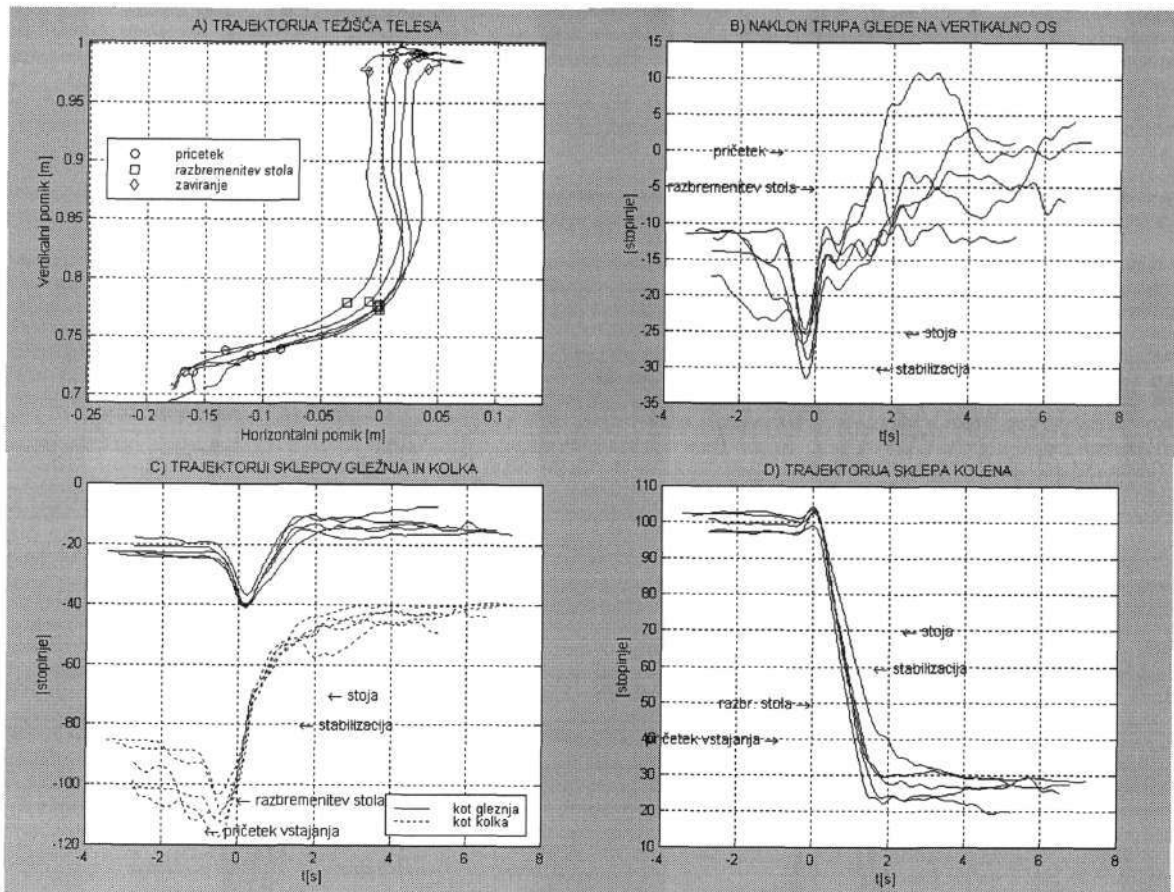 A) TRAJEKTORIJA TEŽIŠČA TELESA
1
0.95
0.9
0.85
0.8
0.75
0.7
Vertikalni pomik [m]
pricetek
razbremenitev stola
zaviranje
-0.25
-0.2
-0.15
-0.1
-0.05
0
0.05
0.1
Horizontalni pomik [m]
B) NAKLON TRUPA GLEDE NA VERTIKALNO OS
15
10
5
0
-5
-10
-15
-20
-25
-30
-35
[stopinje]
pričetek →
razbremenitev stola →
← stoja
← stabilizacija
-4
-2
0
2
4
6
8
t[s]
C) TRAJEKTORIJI SKLEPOV GLEŽNJA IN KOLKA
0
-20
-40
-60
-80
-100
-120
[stopinje]
← stoja
← stabilizacija
← razbremenitev stola
← pričetek vstajanja
kot gleznja
kot kolka
-4
-2
0
2
4
6
8
t[s]
D) TRAJEKTORIJA SKLEPA KOLENA
110
100
90
80
70
60
50
40
30
20
10
[stopinje]
← stoja
← stabilizacija
razbr. stola →
pričetek vstajanja →
-4
-2
0
2
4
6
8
t[s]